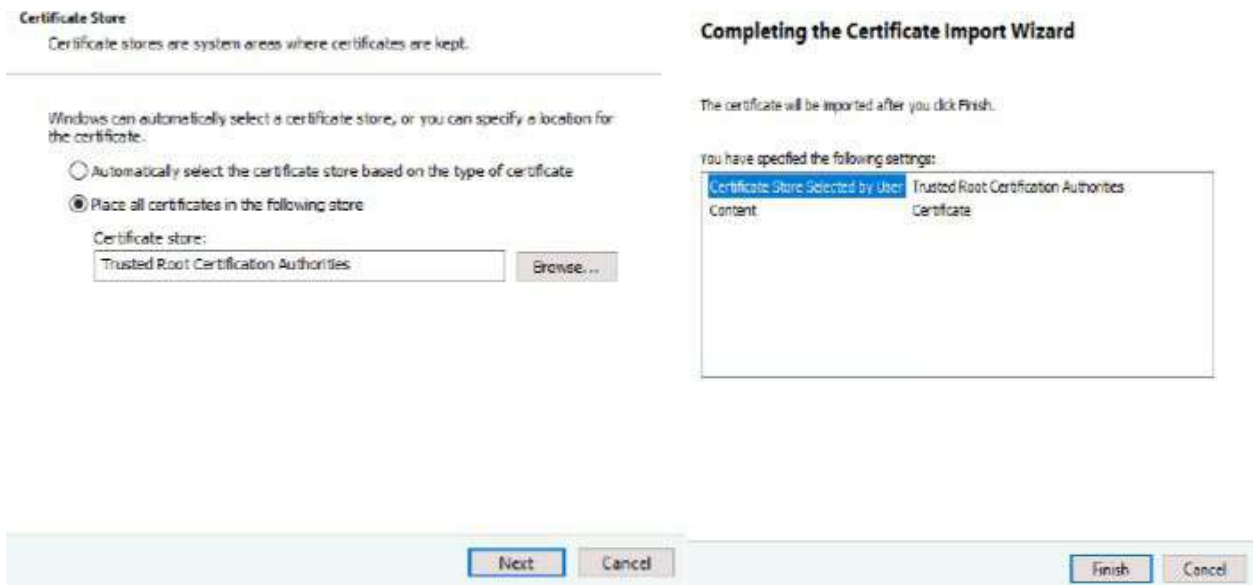 Certificate Store
Certificate stores are system areas where certificates are kept.
Windows can automatically select a certificate store, or you can specify a location for
the certificate.
Automatically select the certificate store based on the type of certificate
Place all certificates in the following store
Certificate store:
Trusted Root Certification Authorities
Browse...
Next
Cancel
Completing the Certificate Import Wizard
The certificate will be imported after you click Finish.
You have specified the following settings:
Certificate Store Selected by User Trusted Root Certification Authorities
Content Certificate
Finish
Cancel